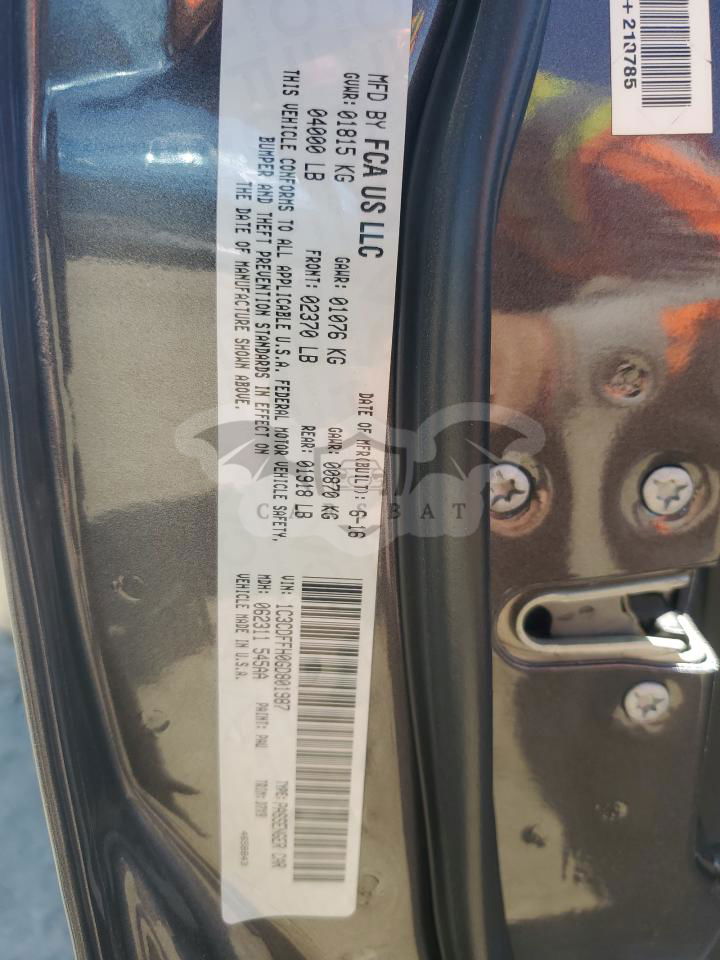 MFD BY FCA US LLC
DATE OF MFR(BUILT): 6-16
GVWR: 01815 KG GAWR: 01076 KG GAWR: 00870 KG
04000 LB FRONT: 02370 LB REAR: 01918 LB
THIS VEHICLE CONFORMS TO ALL APPLICABLE U.S.A. FEDERAL MOTOR VEHICLE SAFETY,
BUMPER AND THEFT PREVENTION STANDARDS IN EFFECT ON
THE DATE OF MANUFACTURE SHOWN ABOVE.
VIN: 1C3CDFFH0GD801987 TYPE: PASSENGER CAR
MDH: 062311 545AA PAINT: PAU TRIM:
VEHICLE MADE IN U.S.A.
++ 210785